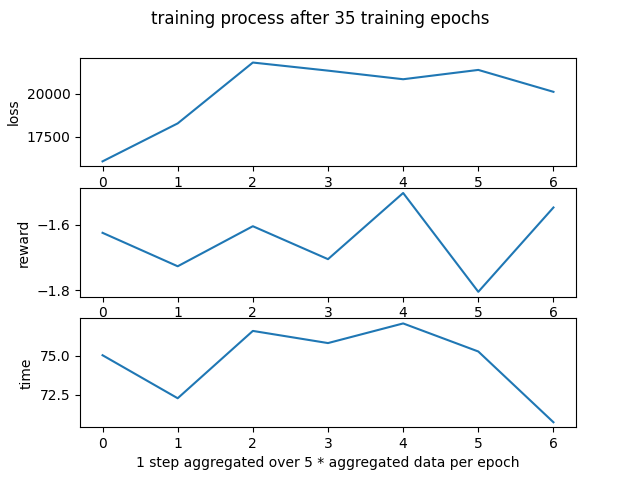 training process after 35 training epochs
20000
17500
loss
0 1 2 3 4 5 6
−1.6
−1.8
reward
0 1 2 3 4 5 6
75.0
72.5
time
0 1 2 3 4 5 6
1 step aggregated over 5 * aggregated data per epoch